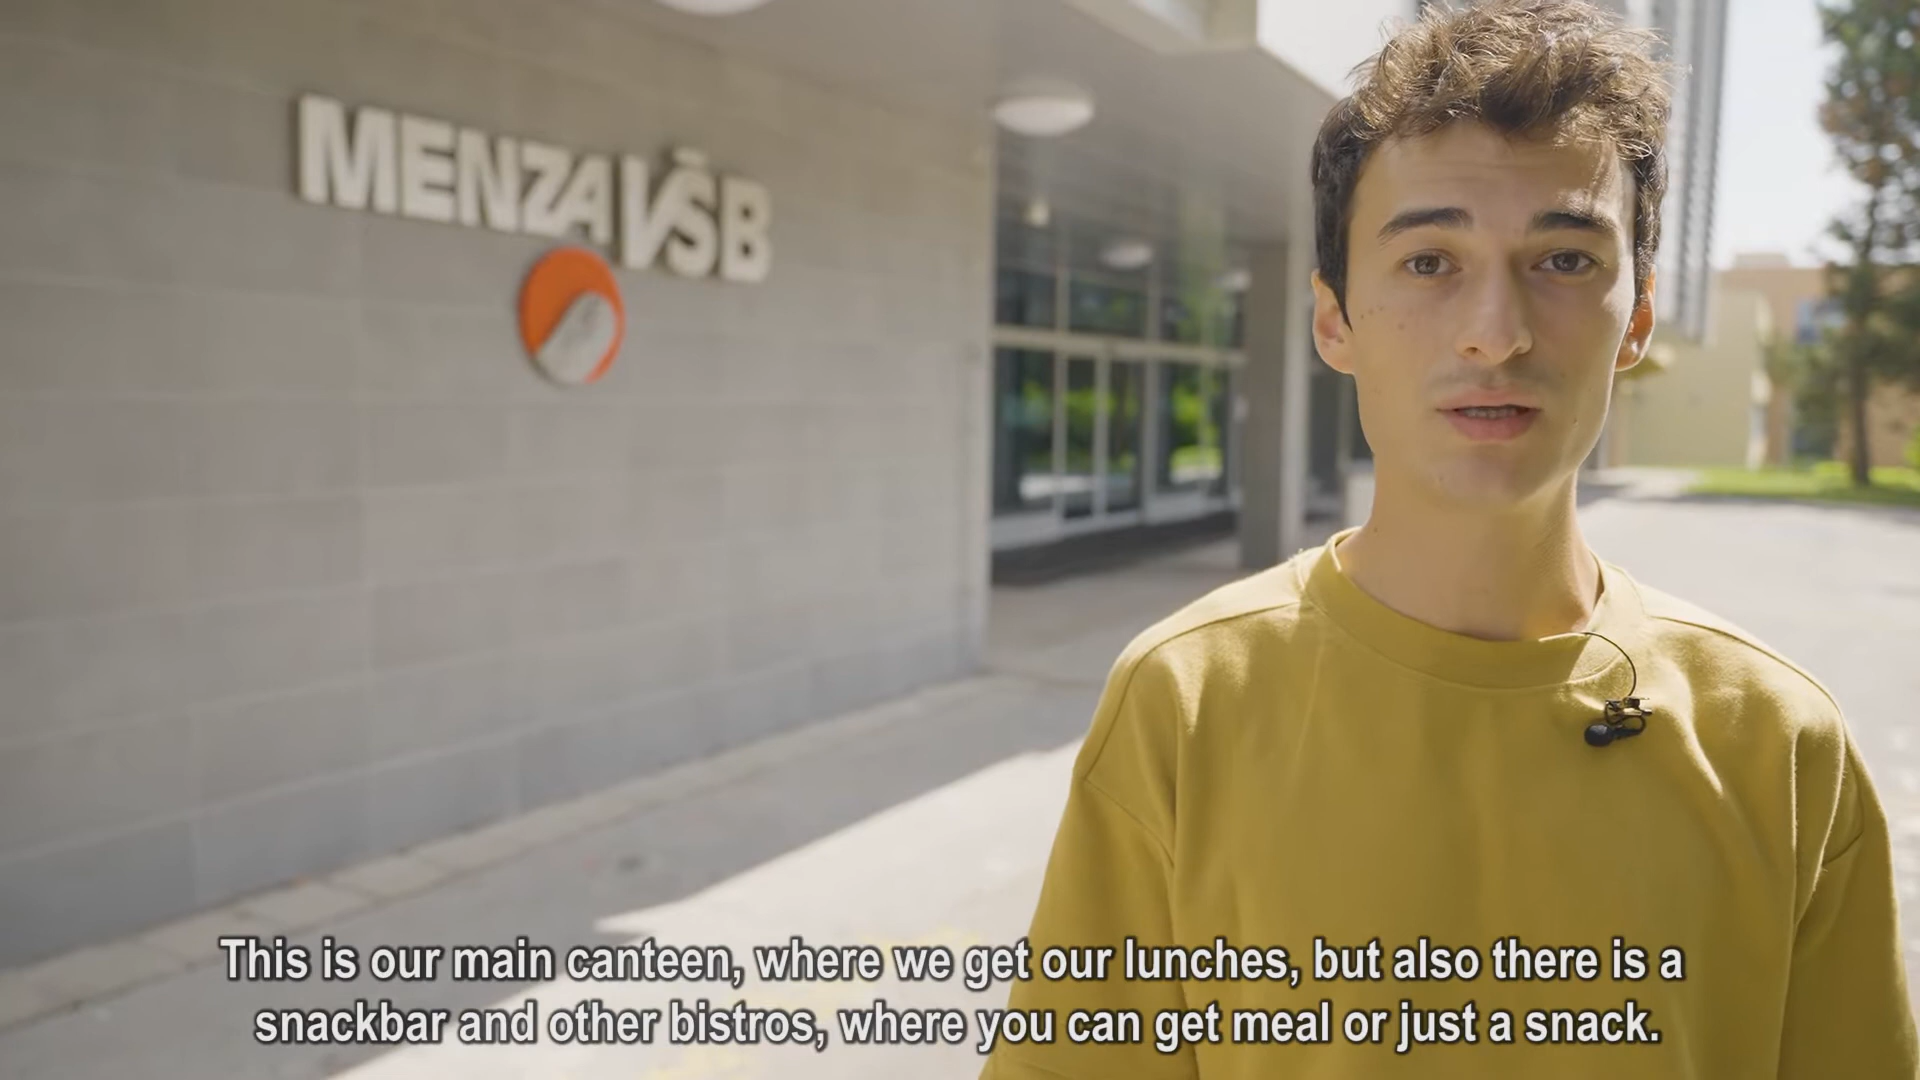 MENZA VŠB
This is our main canteen, where we get our lunches, but also there is a
snackbar and other bistros, where you can get meal or just a snack.